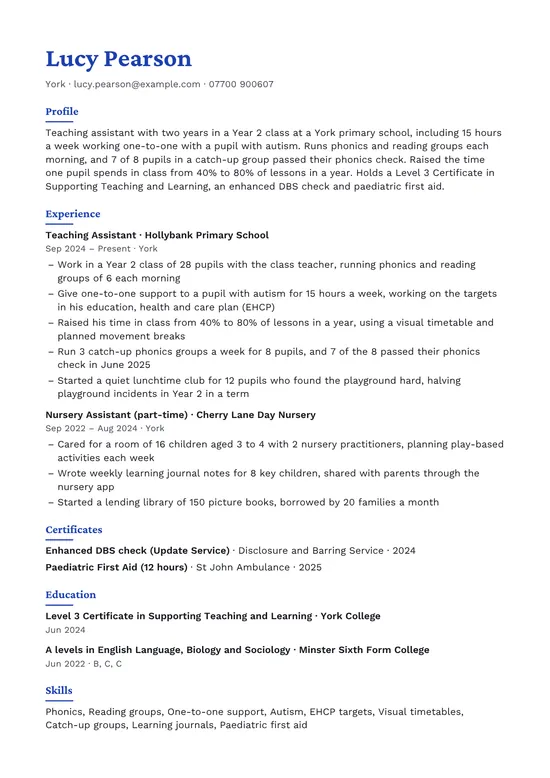 Lucy Pearson
York · lucy.pearson@example.com · 07700 900607
Profile
Teaching assistant with two years in a Year 2 class at a York primary school, including 15 hours
a week working one-to-one with a pupil with autism. Runs phonics and reading groups each
morning, and 7 of 8 pupils in a catch-up group passed their phonics check. Raised the time
one pupil spends in class from 40% to 80% of lessons in a year. Holds a Level 3 Certificate in
Supporting Teaching and Learning, an enhanced DBS check and paediatric first aid.
Experience
Teaching Assistant · Hollybank Primary School
Sep 2024 – Present · York
– Work in a Year 2 class of 28 pupils with the class teacher, running phonics and reading
groups of 6 each morning
– Give one-to-one support to a pupil with autism for 15 hours a week, working on the targets
in his education, health and care plan (EHCP)
– Raised his time in class from 40% to 80% of lessons in a year, using a visual timetable and
planned movement breaks
– Run 3 catch-up phonics groups a week for 8 pupils, and 7 of the 8 passed their phonics
check in June 2025
– Started a quiet lunchtime club for 12 pupils who found the playground hard, halving
playground incidents in Year 2 in a term
Nursery Assistant (part-time) · Cherry Lane Day Nursery
Sep 2022 – Aug 2024 · York
– Cared for a room of 16 children aged 3 to 4 with 2 nursery practitioners, planning play-based
activities each week
– Wrote weekly learning journal notes for 8 key children, shared with parents through the
nursery app
– Started a lending library of 150 picture books, borrowed by 20 families a month
Certificates
Enhanced DBS check (Update Service) · Disclosure and Barring Service · 2024
Paediatric First Aid (12 hours) · St John Ambulance · 2025
Education
Level 3 Certificate in Supporting Teaching and Learning · York College
Jun 2024
A levels in English Language, Biology and Sociology · Minster Sixth Form College
Jun 2022 · B, C, C
Skills
Phonics, Reading groups, One-to-one support, Autism, EHCP targets, Visual timetables,
Catch-up groups, Learning journals, Paediatric first aid